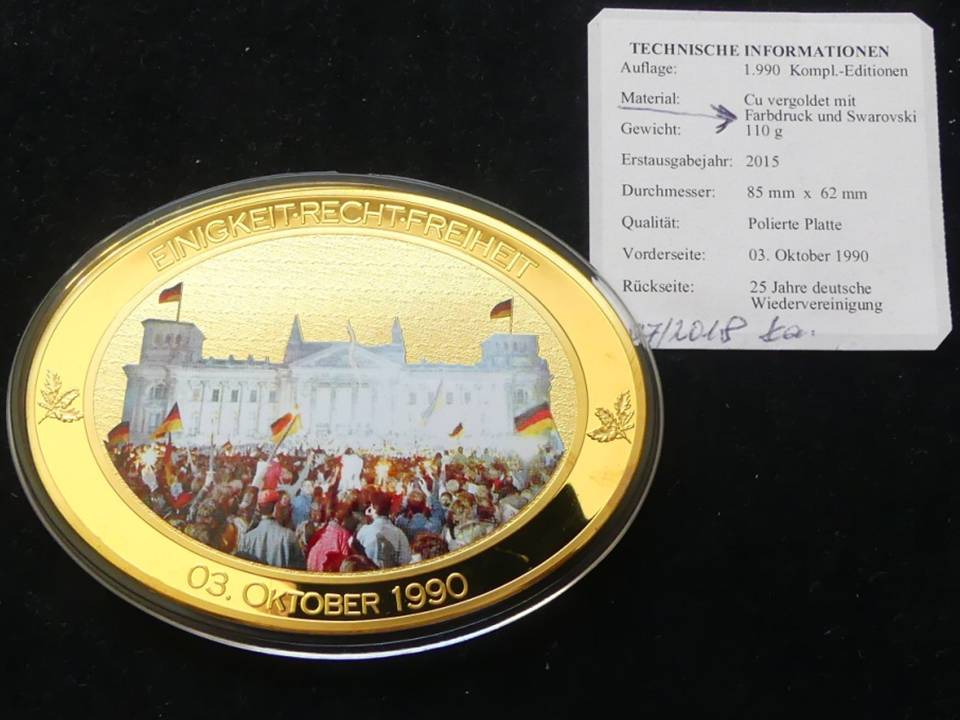 EINIGKEIT·RECHT·FREIHEIT
03. OKTOBER 1990
TECHNISCHE INFORMATIONEN
Auflage: 1.990 Kompl.-Editionen
Material: Cu vergoldet mit
Farbdruck und Swarovski
Gewicht: 110 g
Erstausgabejahr: 2015
Durchmesser: 85 mm x 62 mm
Qualität: Polierte Platte
Vorderseite: 03. Oktober 1990
Rückseite: 25 Jahre deutsche
Wiedervereinigung
07/2018